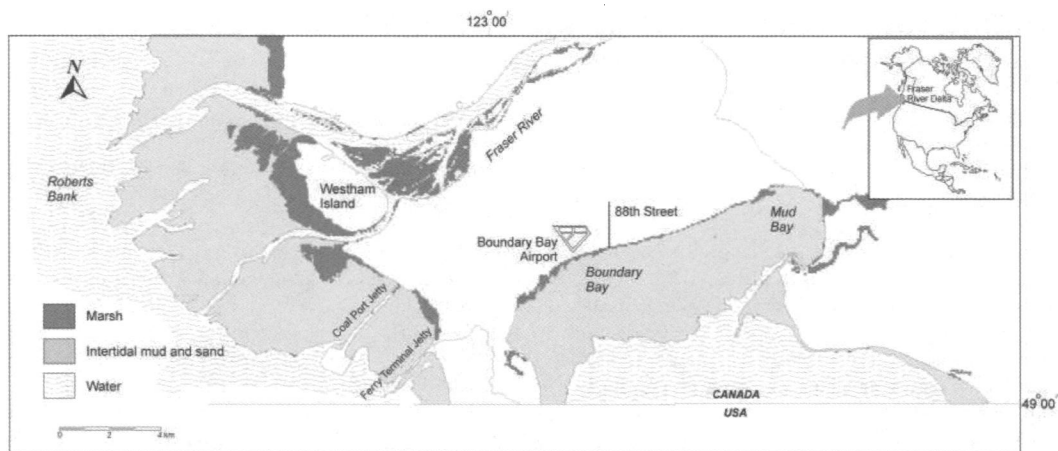 123°00'
N
Fraser
River Delta
Fraser River
Roberts
Bank
Westham
Island
88th Street
Mud
Bay
Boundary Bay
Airport
Boundary
Bay
Marsh
Coal Port Jetty
Intertidal mud and sand
Ferry Terminal Jetty
Water
CANADA
USA
49°00'
0 2 4 km